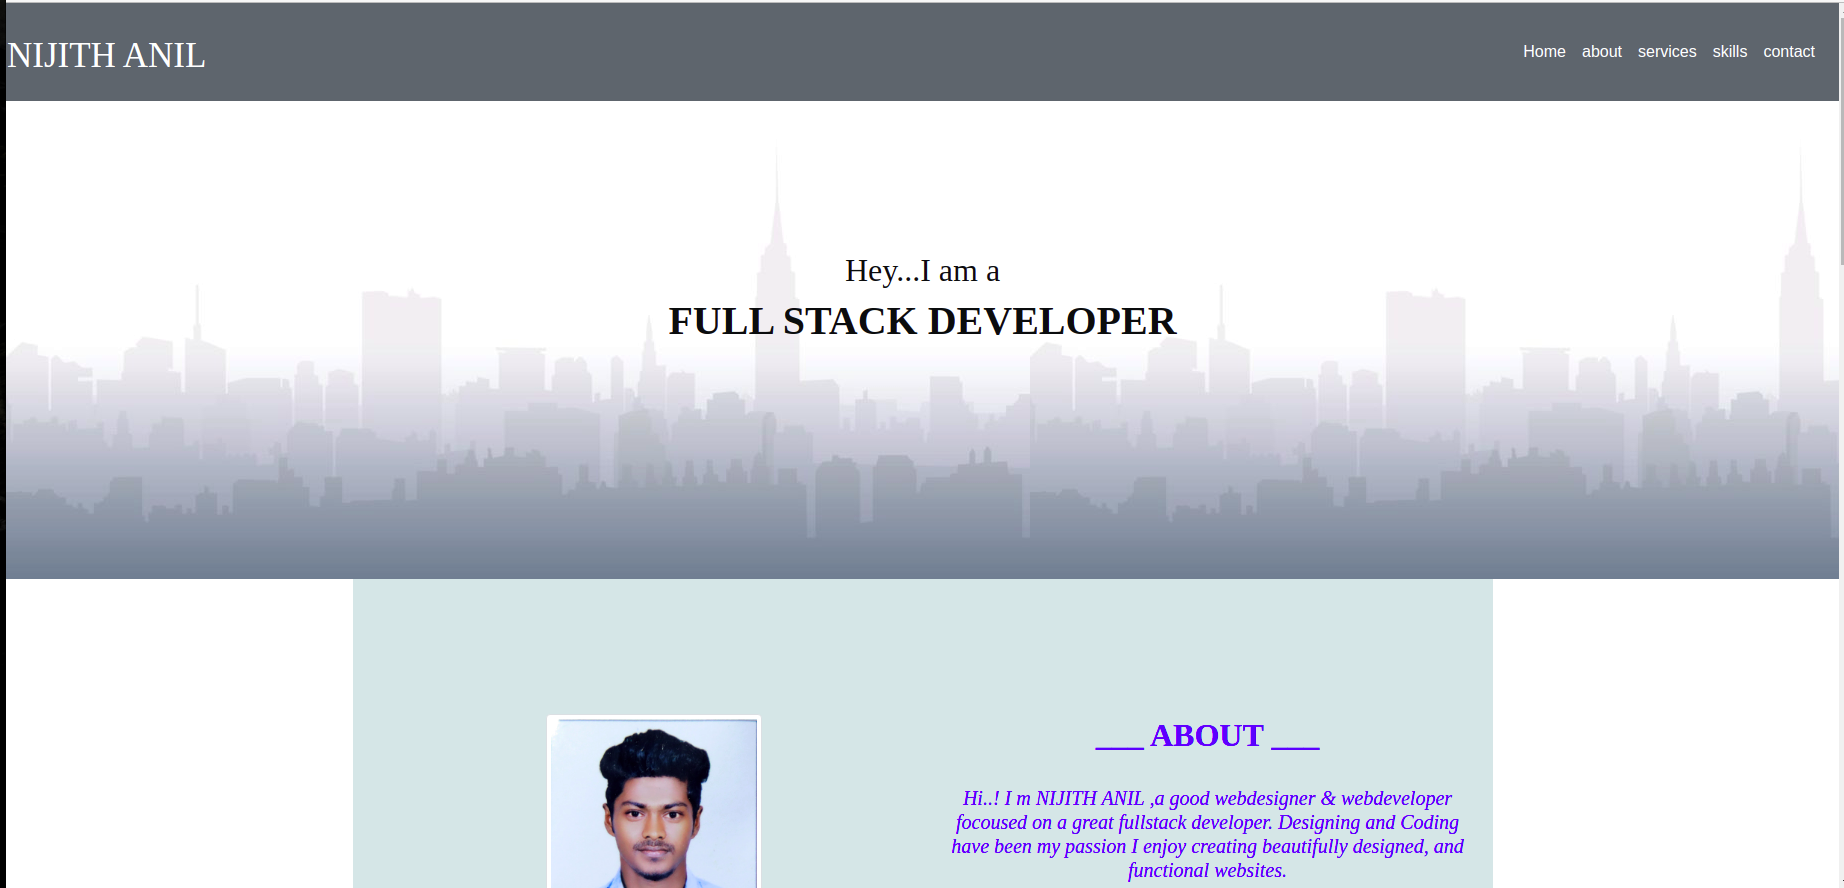 NIJITH ANIL
Home about services skills contact
Hey...I am a
FULL STACK DEVELOPER
___ ABOUT ___
Hi..! I m NIJITH ANIL ,a good webdesigner & webdeveloper
focoused on a great fullstack developer. Designing and Coding
have been my passion I enjoy creating beautifully designed, and
functional websites.